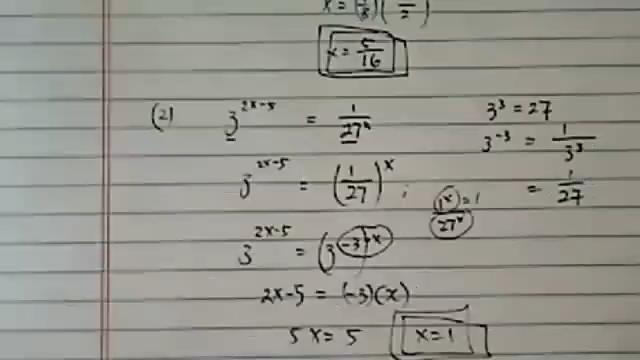 x = 5/16
(2) 3^(2x-5) = 1/27^x 3^3 = 27
3^-3 = 1/3^3
3^(2x-5) = (1/27)^x ; 1^x = 1
27^x
= 1/27
3^(2x-5) = (3^-3)^x
2x-5 = (-3)(x)
5x = 5 x=1